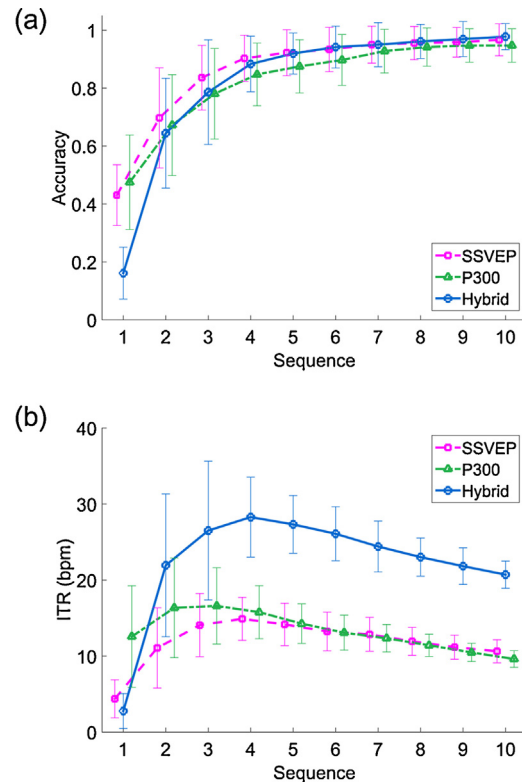 (a)
1
0.8
0.6
0.4
0.2
0
Accuracy
SSVEP
P300
Hybrid
1 2 3 4 5 6 7 8 9 10
Sequence
(b)
40
30
20
10
0
ITR (bpm)
SSVEP
P300
Hybrid
1 2 3 4 5 6 7 8 9 10
Sequence